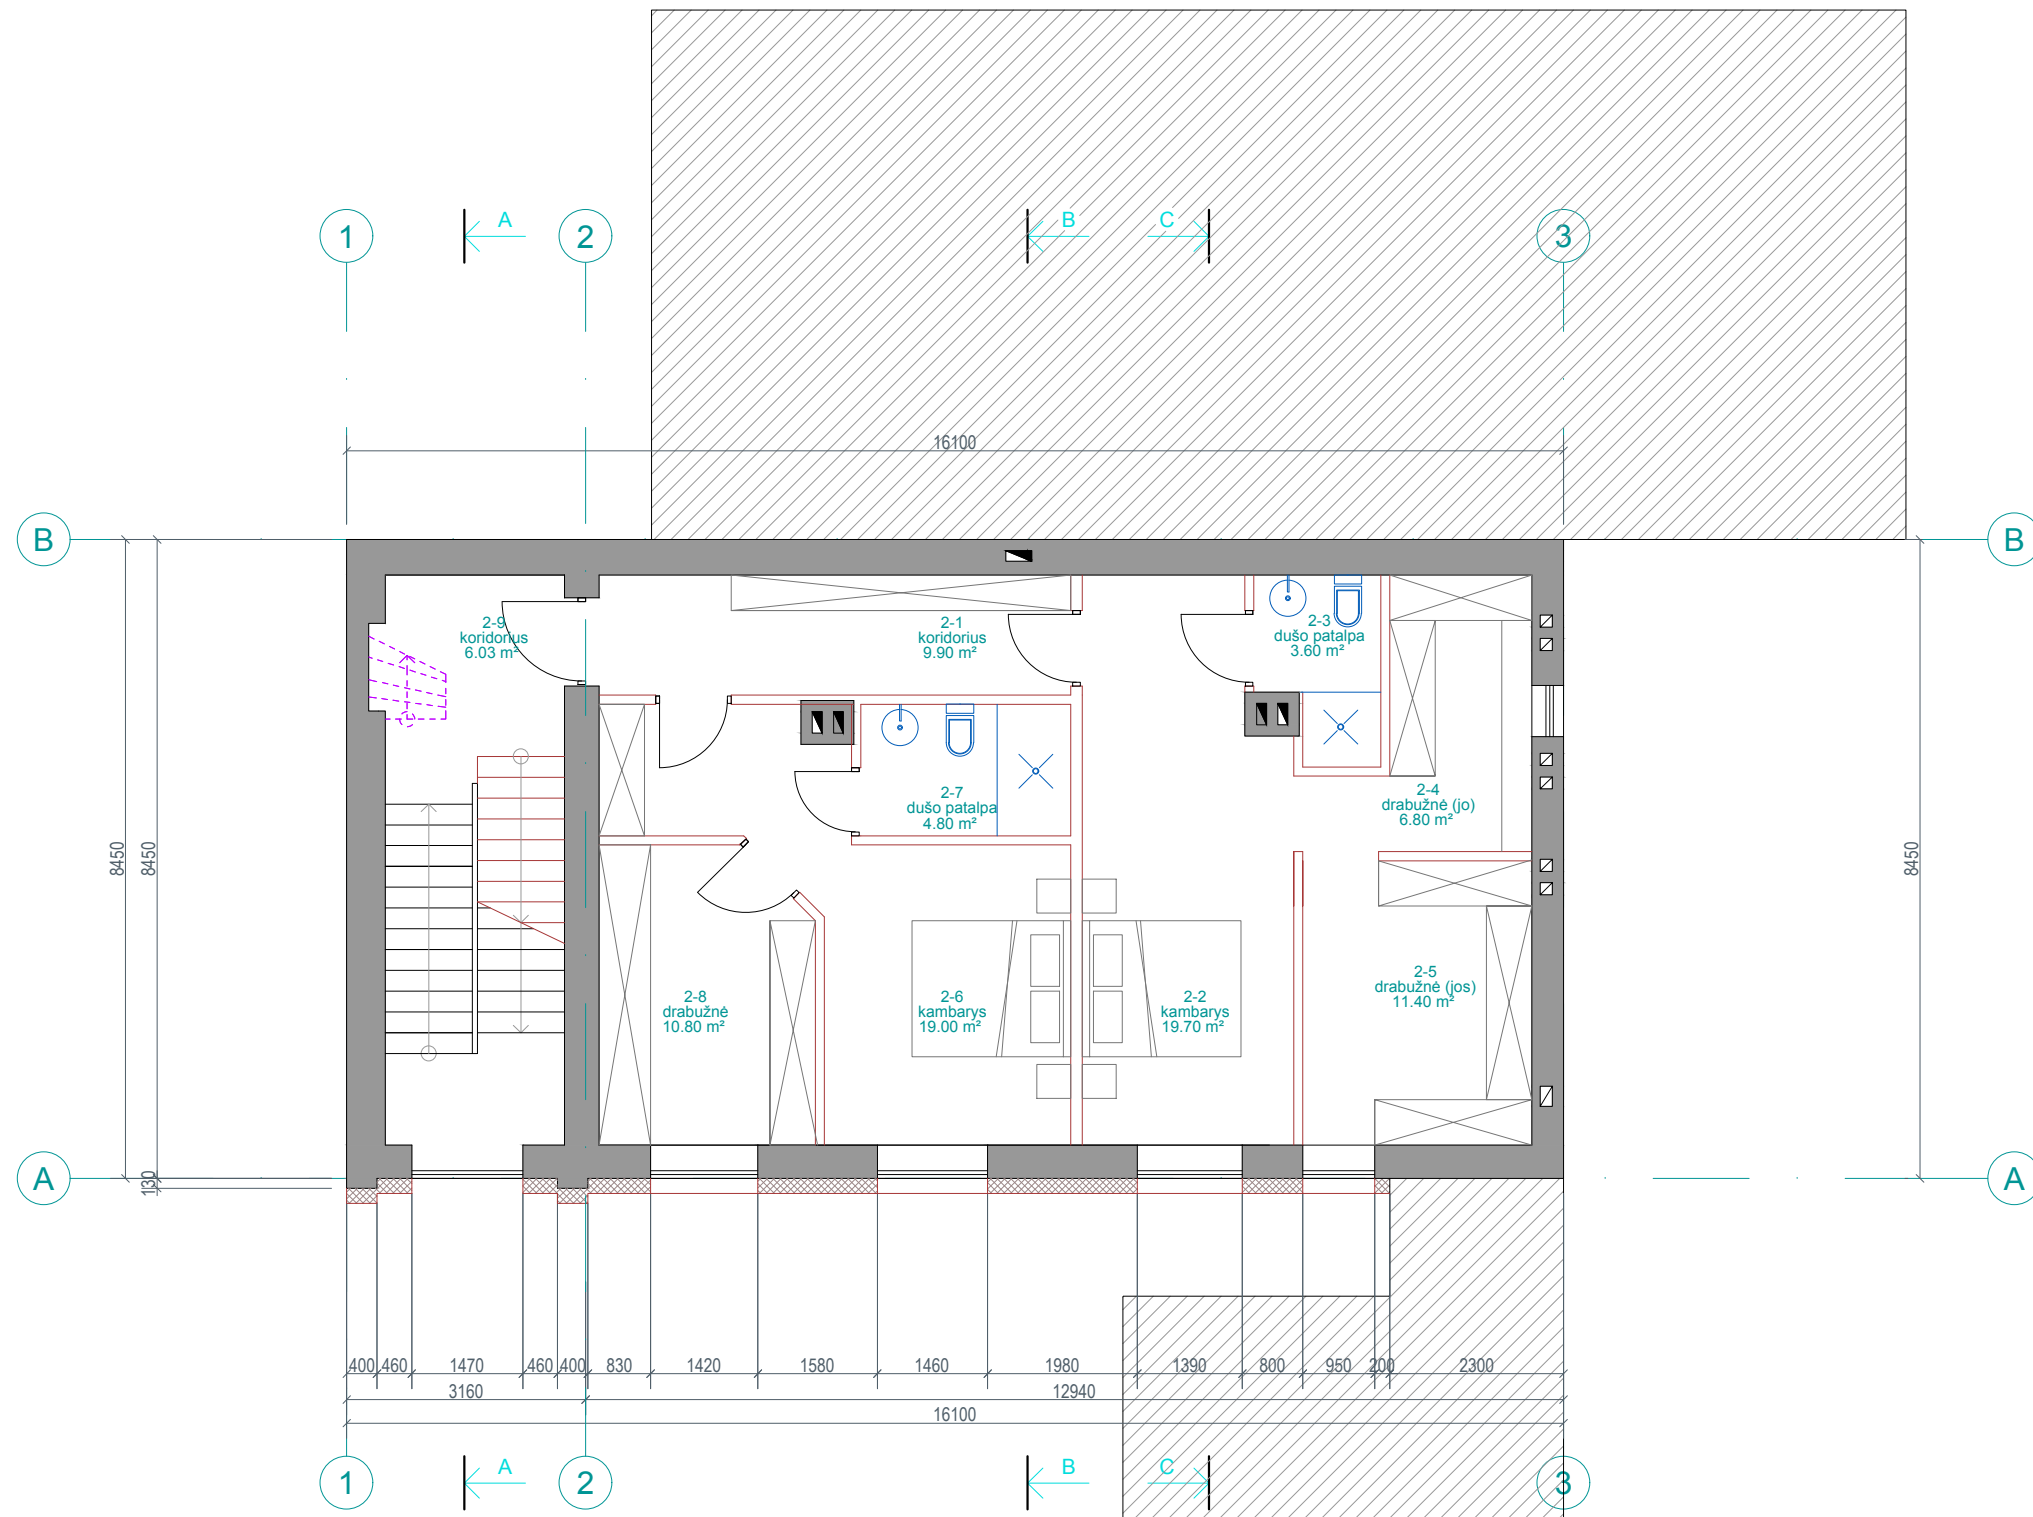 A
B
C
1
2
3
16100
B
B
2-9
koridorius
6.03 m²
2-1
koridorius
9.90 m²
2-3
dušo patalpa
3.60 m²
2-7
dušo patalpa
4.80 m²
2-4
drabužnė (jo)
6.80 m²
8450
8450
8450
2-8
drabužnė
10.80 m²
2-6
kambarys
19.00 m²
2-2
kambarys
19.70 m²
2-5
drabužnė (jos)
11.40 m²
A
A
130
400 460 1470 460 400 830 1420 1580 1460 1980 1390 800 950 200 2300
3160 12940
16100
A
B
C
1
2
3